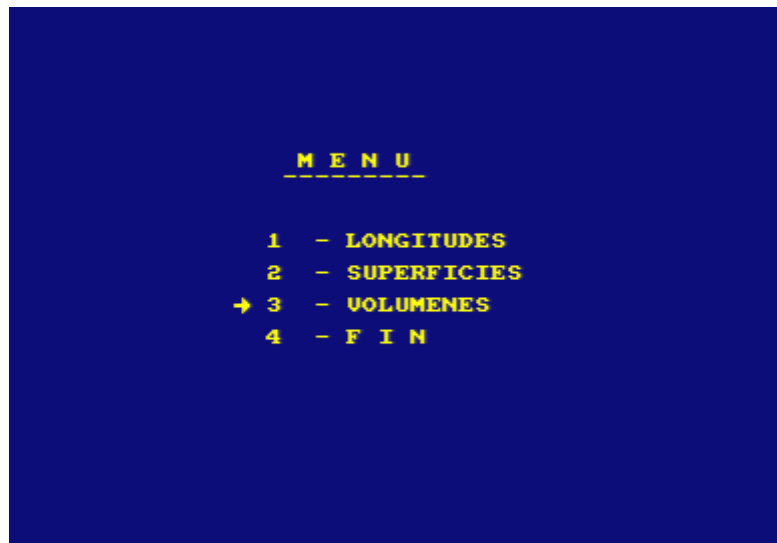 M E N U
---------
1 - LONGITUDES
2 - SUPERFICIES
→ 3 - VOLUMENES
4 - F I N